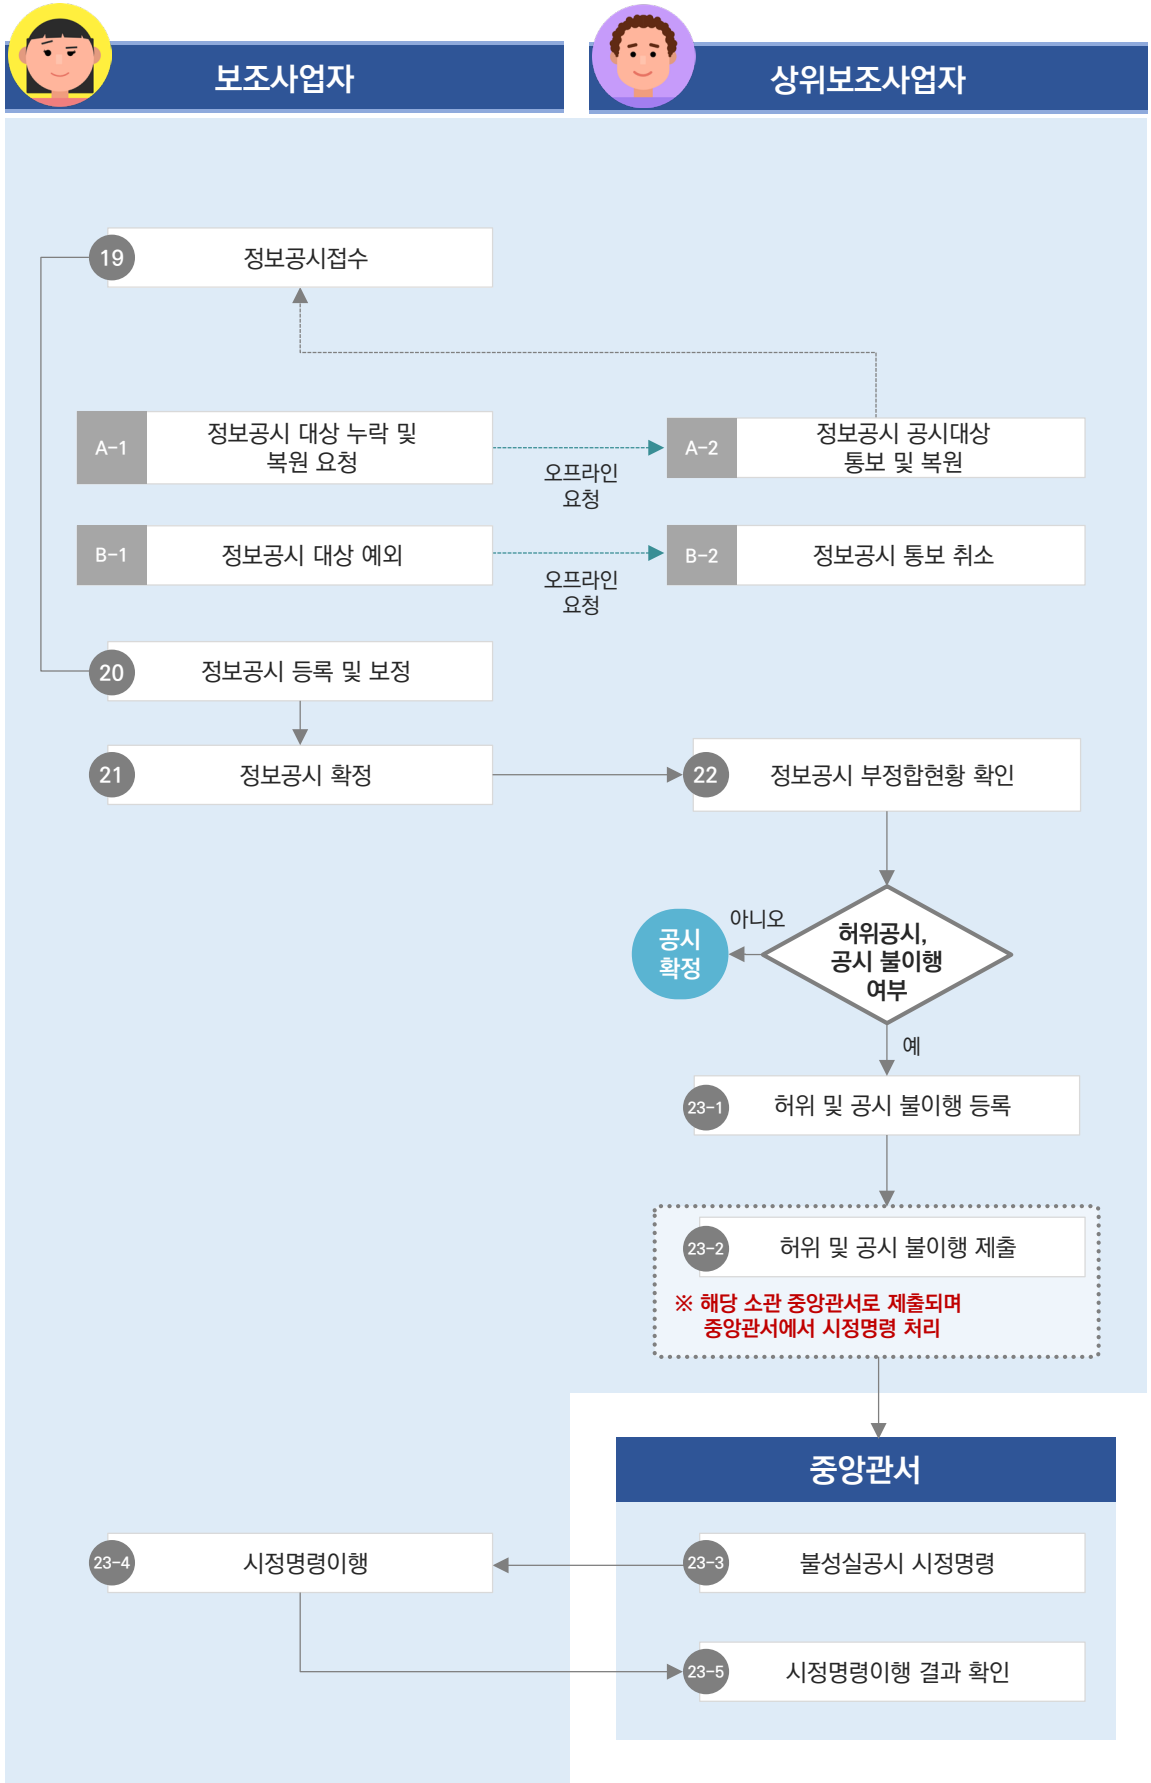 보조사업자
상위보조사업자
19
정보공시접수
A-1
정보공시 대상 누락 및
복원 요청
오프라인
요청
A-2
정보공시 공시대상
통보 및 복원
B-1
정보공시 대상 예외
오프라인
요청
B-2
정보공시 통보 취소
20
정보공시 등록 및 보정
21
정보공시 확정
22
정보공시 부정합현황 확인
허위공시,
공시 불이행
여부
아니오
공시
확정
예
23-1
허위 및 공시 불이행 등록
23-2
허위 및 공시 불이행 제출
※ 해당 소관 중앙관서로 제출되며
중앙관서에서 시정명령 처리
중앙관서
23-4
시정명령이행
23-3
불성실공시 시정명령
23-5
시정명령이행 결과 확인